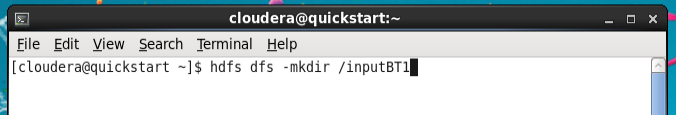 cloudera@quickstart:~
File Edit View Search Terminal Help
[cloudera@quickstart ~]$ hdfs dfs -mkdir /inputBT1